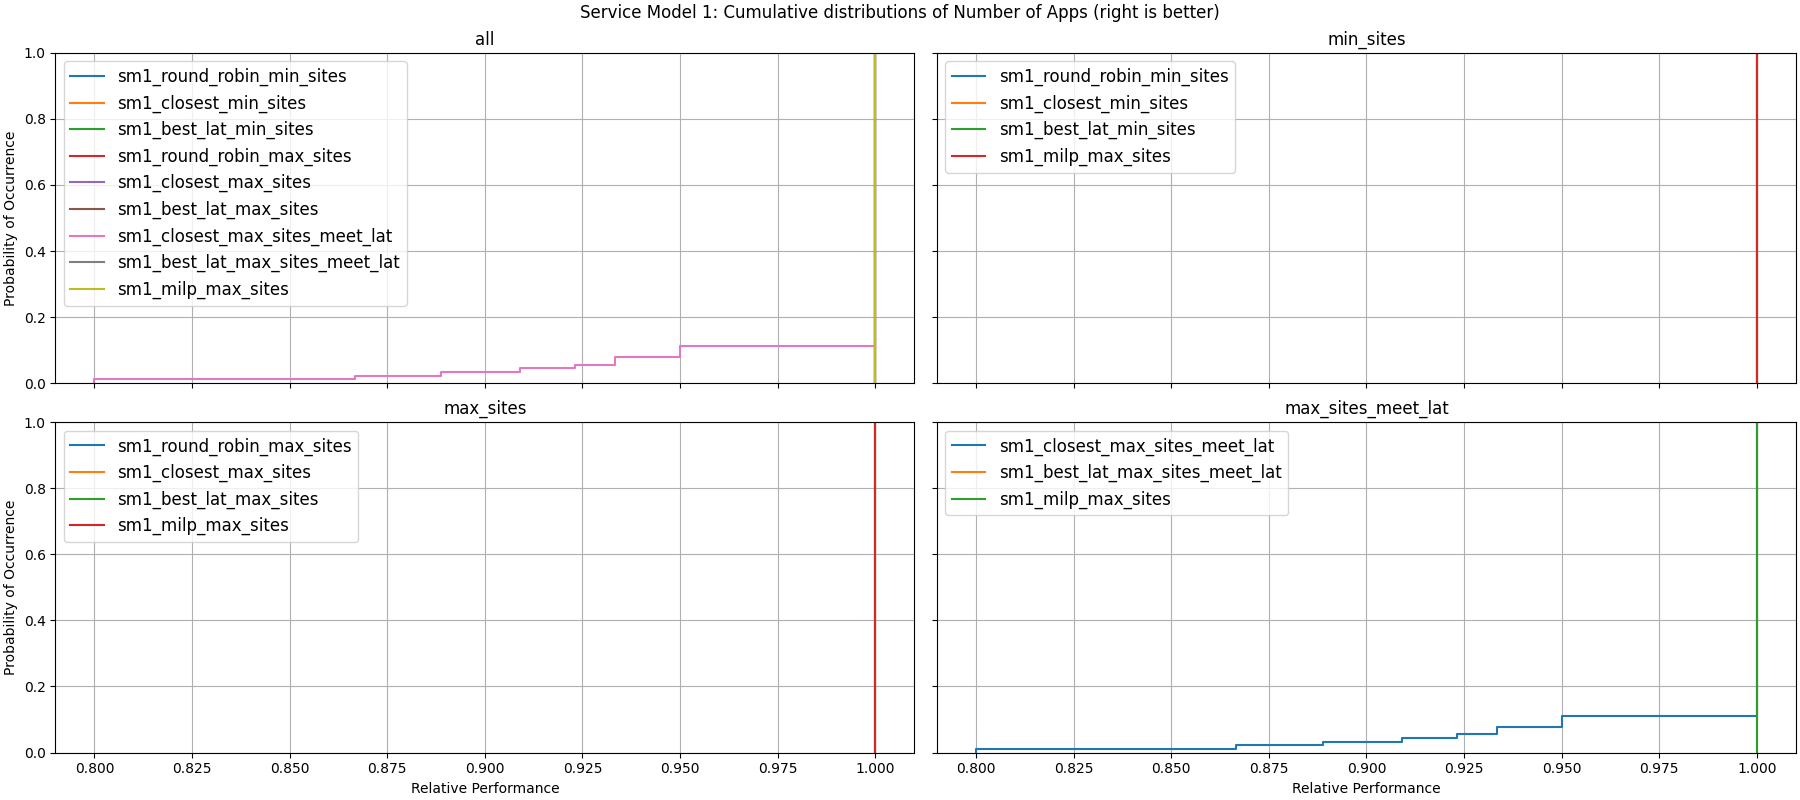 Service Model 1: Cumulative distributions of Number of Apps (right is better)
all
Probability of Occurrence
1.0
0.8
0.6
0.4
0.2
0.0
sm1_round_robin_min_sites
sm1_closest_min_sites
sm1_best_lat_min_sites
sm1_round_robin_max_sites
sm1_closest_max_sites
sm1_best_lat_max_sites
sm1_closest_max_sites_meet_lat
sm1_best_lat_max_sites_meet_lat
sm1_milp_max_sites
min_sites
sm1_round_robin_min_sites
sm1_closest_min_sites
sm1_best_lat_min_sites
sm1_milp_max_sites
max_sites
Probability of Occurrence
1.0
0.8
0.6
0.4
0.2
0.0
sm1_round_robin_max_sites
sm1_closest_max_sites
sm1_best_lat_max_sites
sm1_milp_max_sites
0.800 0.825 0.850 0.875 0.900 0.925 0.950 0.975 1.000
Relative Performance
max_sites_meet_lat
sm1_closest_max_sites_meet_lat
sm1_best_lat_max_sites_meet_lat
sm1_milp_max_sites
0.800 0.825 0.850 0.875 0.900 0.925 0.950 0.975 1.000
Relative Performance